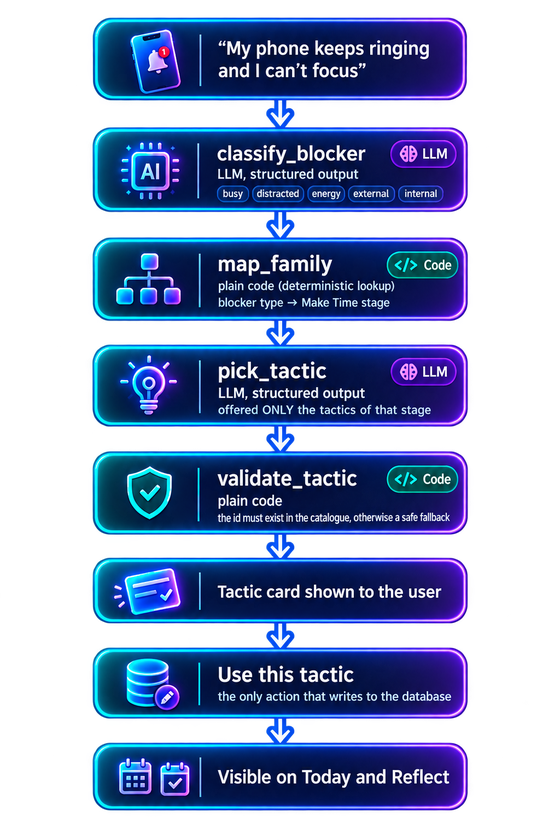 1
“My phone keeps ringing
and I can’t focus”
AI
classify_blocker
LLM
LLM, structured output
busy distracted energy external internal
map_family
</> Code
plain code (deterministic lookup)
blocker type → Make Time stage
pick_tactic
LLM
LLM, structured output
offered ONLY the tactics of that stage
validate_tactic
</> Code
plain code
the id must exist in the catalogue, otherwise a safe fallback
Tactic card shown to the user
Use this tactic
the only action that writes to the database
Visible on Today and Reflect